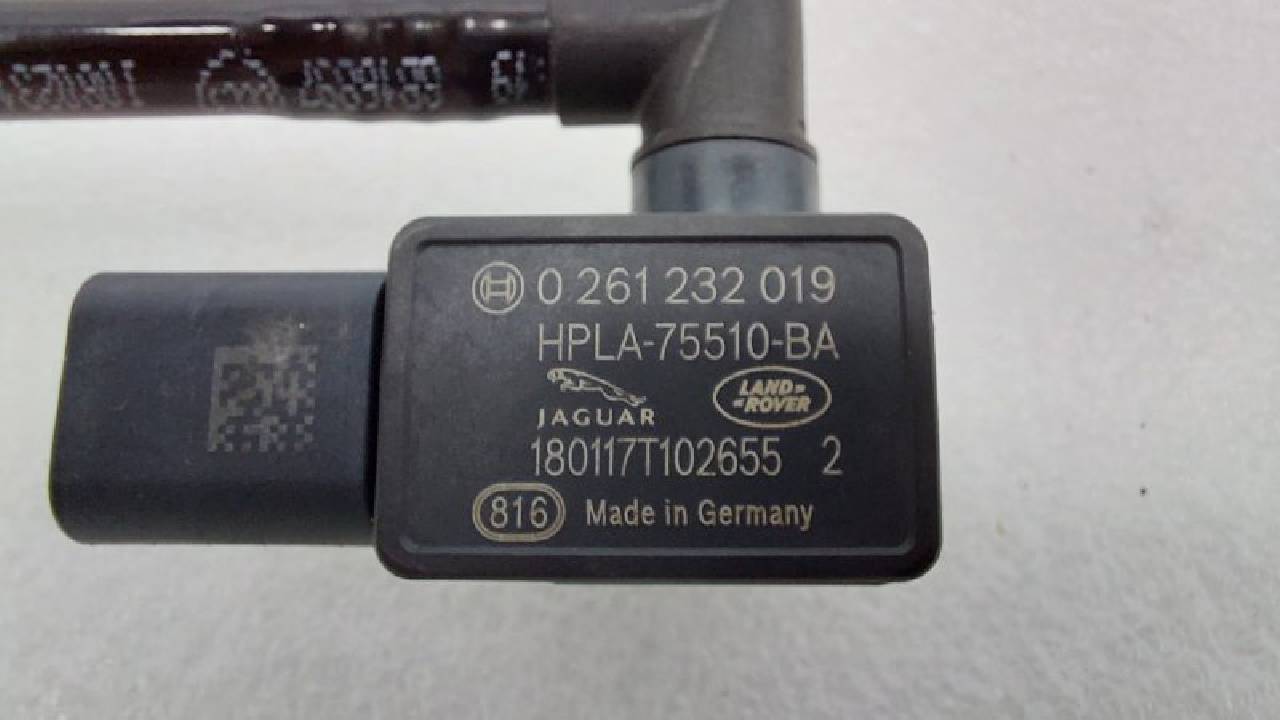 0 261 232 019
HPLA-75510-BA
JAGUAR
LAND
ROVER
180117T102655 2
816 Made in Germany